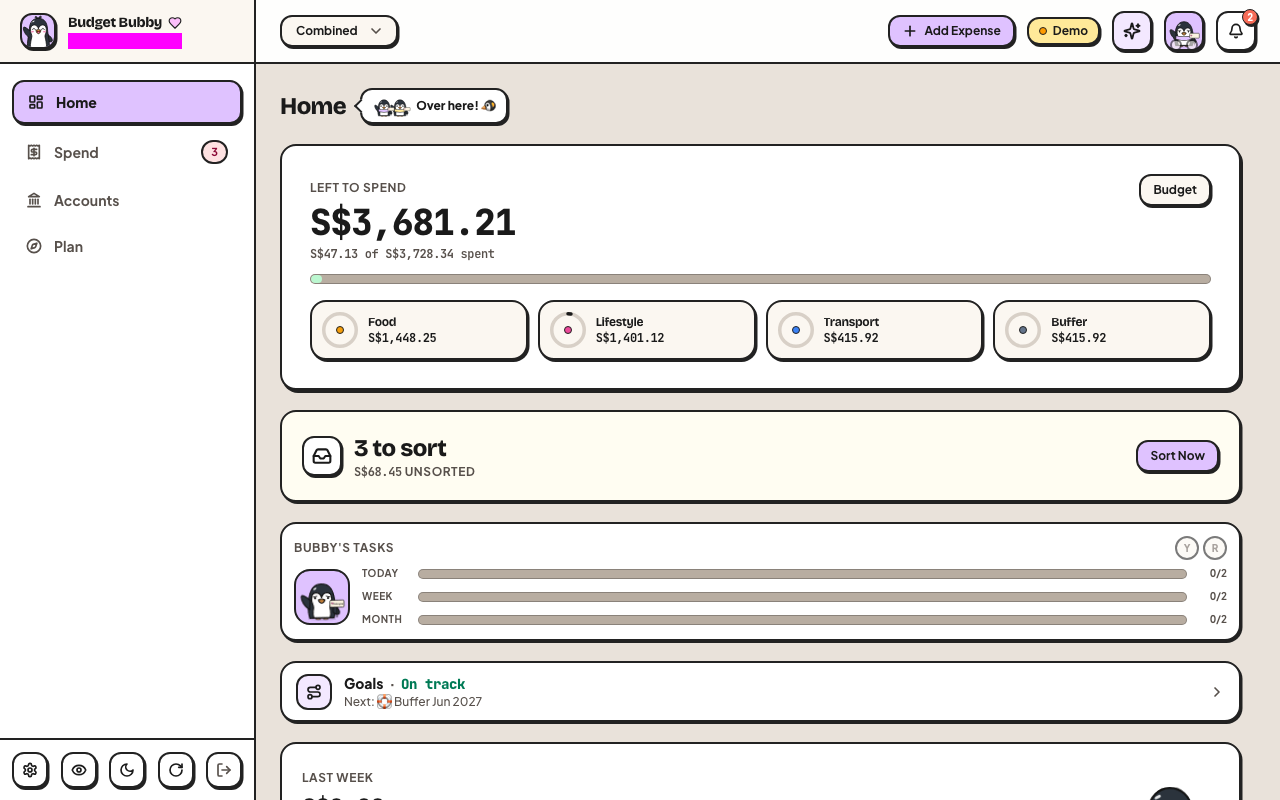 Budget Bubby
Combined
Add Expense
Demo
2
Home
Spend
3
Accounts
Plan
Home
Over here!
LEFT TO SPEND
Budget
S$3,681.21
S$47.13 of S$3,728.34 spent
Food
S$1,448.25
Lifestyle
S$1,401.12
Transport
S$415.92
Buffer
S$415.92
3 to sort
S$68.45 UNSORTED
Sort Now
BUBBY'S TASKS
Y R
TODAY 0/2
WEEK 0/2
MONTH 0/2
Goals · On track
Next: Buffer Jun 2027
LAST WEEK